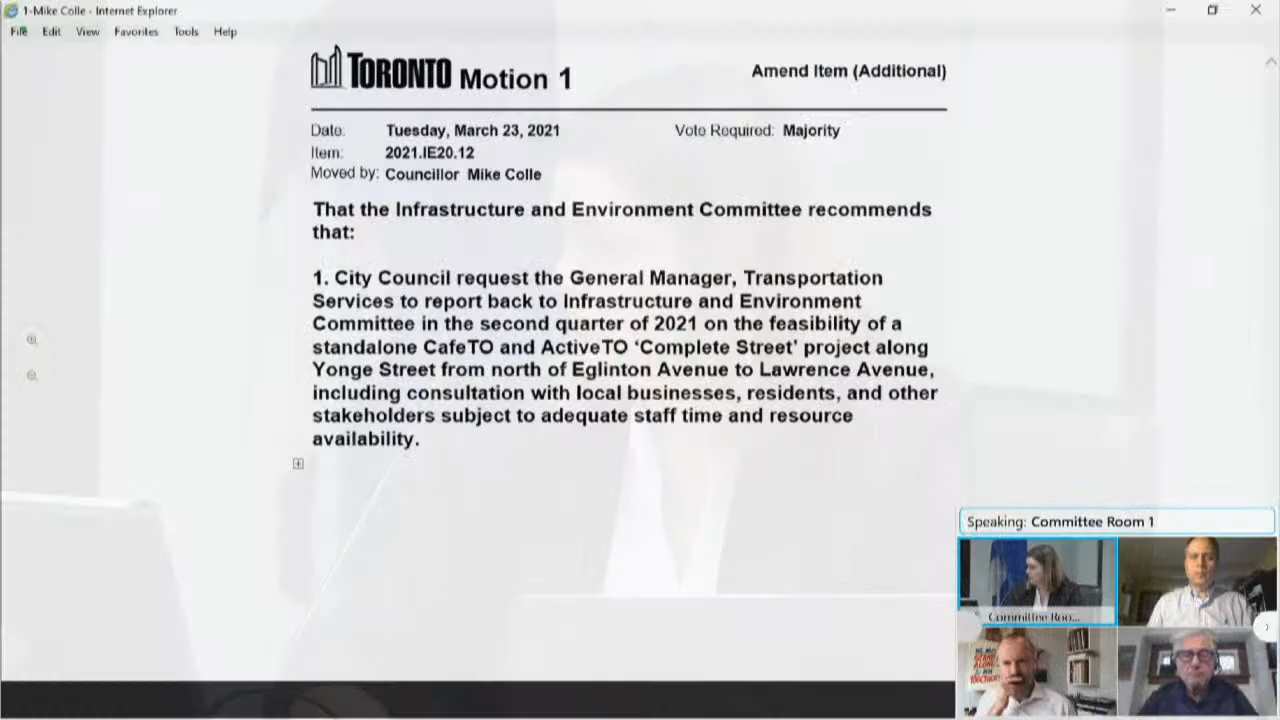 1-Mike Colle - Internet Explorer
File Edit View Favorites Tools Help
TORONTO Motion 1
Amend Item (Additional)
Date: Tuesday, March 23, 2021
Vote Required: Majority
Item: 2021.IE20.12
Moved by: Councillor Mike Colle
That the Infrastructure and Environment Committee recommends
that:
1. City Council request the General Manager, Transportation
Services to report back to Infrastructure and Environment
Committee in the second quarter of 2021 on the feasibility of a
standalone CafeTO and ActiveTO ‘Complete Street’ project along
Yonge Street from north of Eglinton Avenue to Lawrence Avenue,
including consultation with local businesses, residents, and other
stakeholders subject to adequate staff time and resource
availability.
Speaking: Committee Room 1
Committee Roo...